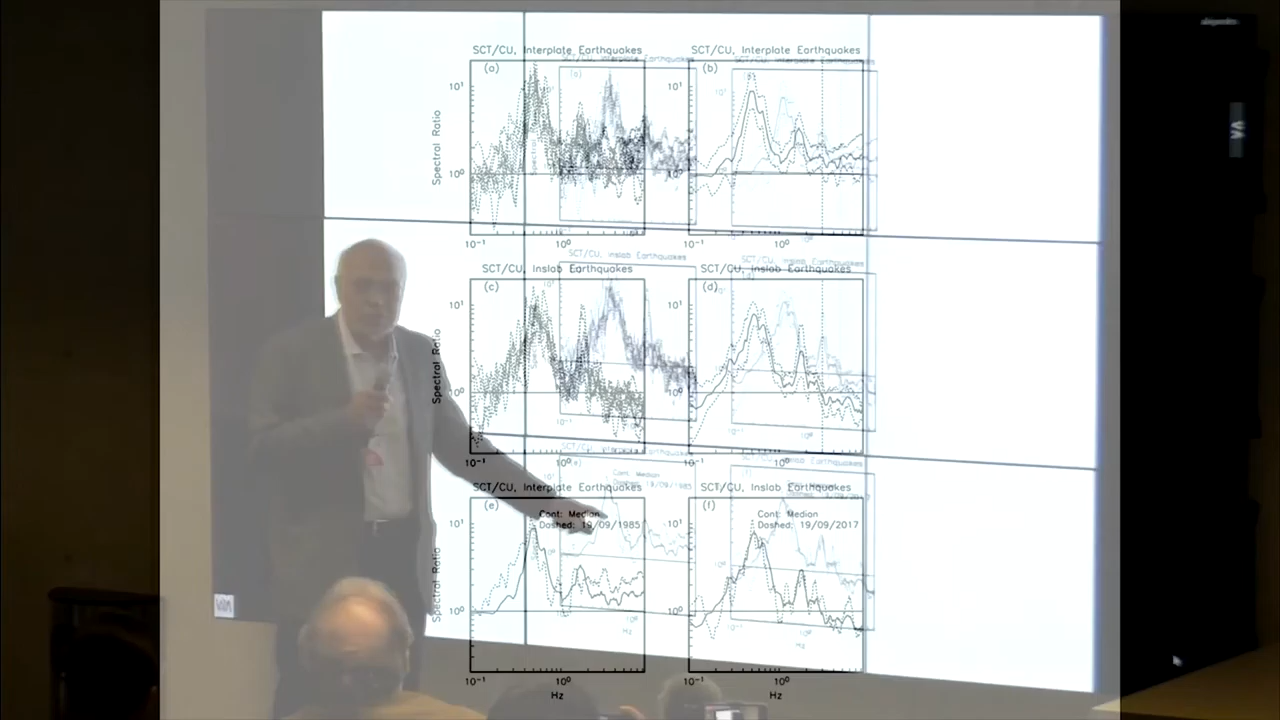 SCT/CU, Interplate Earthquakes
SCT/CU, Interplate Earthquakes
(a)
(b)
10¹
10¹
Spectral Ratio
10⁰
10⁰
10⁻¹
10⁰
10⁻¹
10⁰
SCT/CU, Inslab Earthquakes
SCT/CU, Inslab Earthquakes
(c)
(d)
10¹
10¹
Spectral Ratio
10⁰
10⁰
10⁻¹
10⁰
10⁻¹
10⁰
SCT/CU, Interplate Earthquakes
SCT/CU, Inslab Earthquakes
(e)
(f)
Cont: Median
Dashed: 19/09/1985
Cont: Median
Dashed: 19/09/2017
10¹
10¹
Spectral Ratio
10⁰
10⁰
10⁻¹
10⁰
10⁻¹
10⁰
Hz
Hz